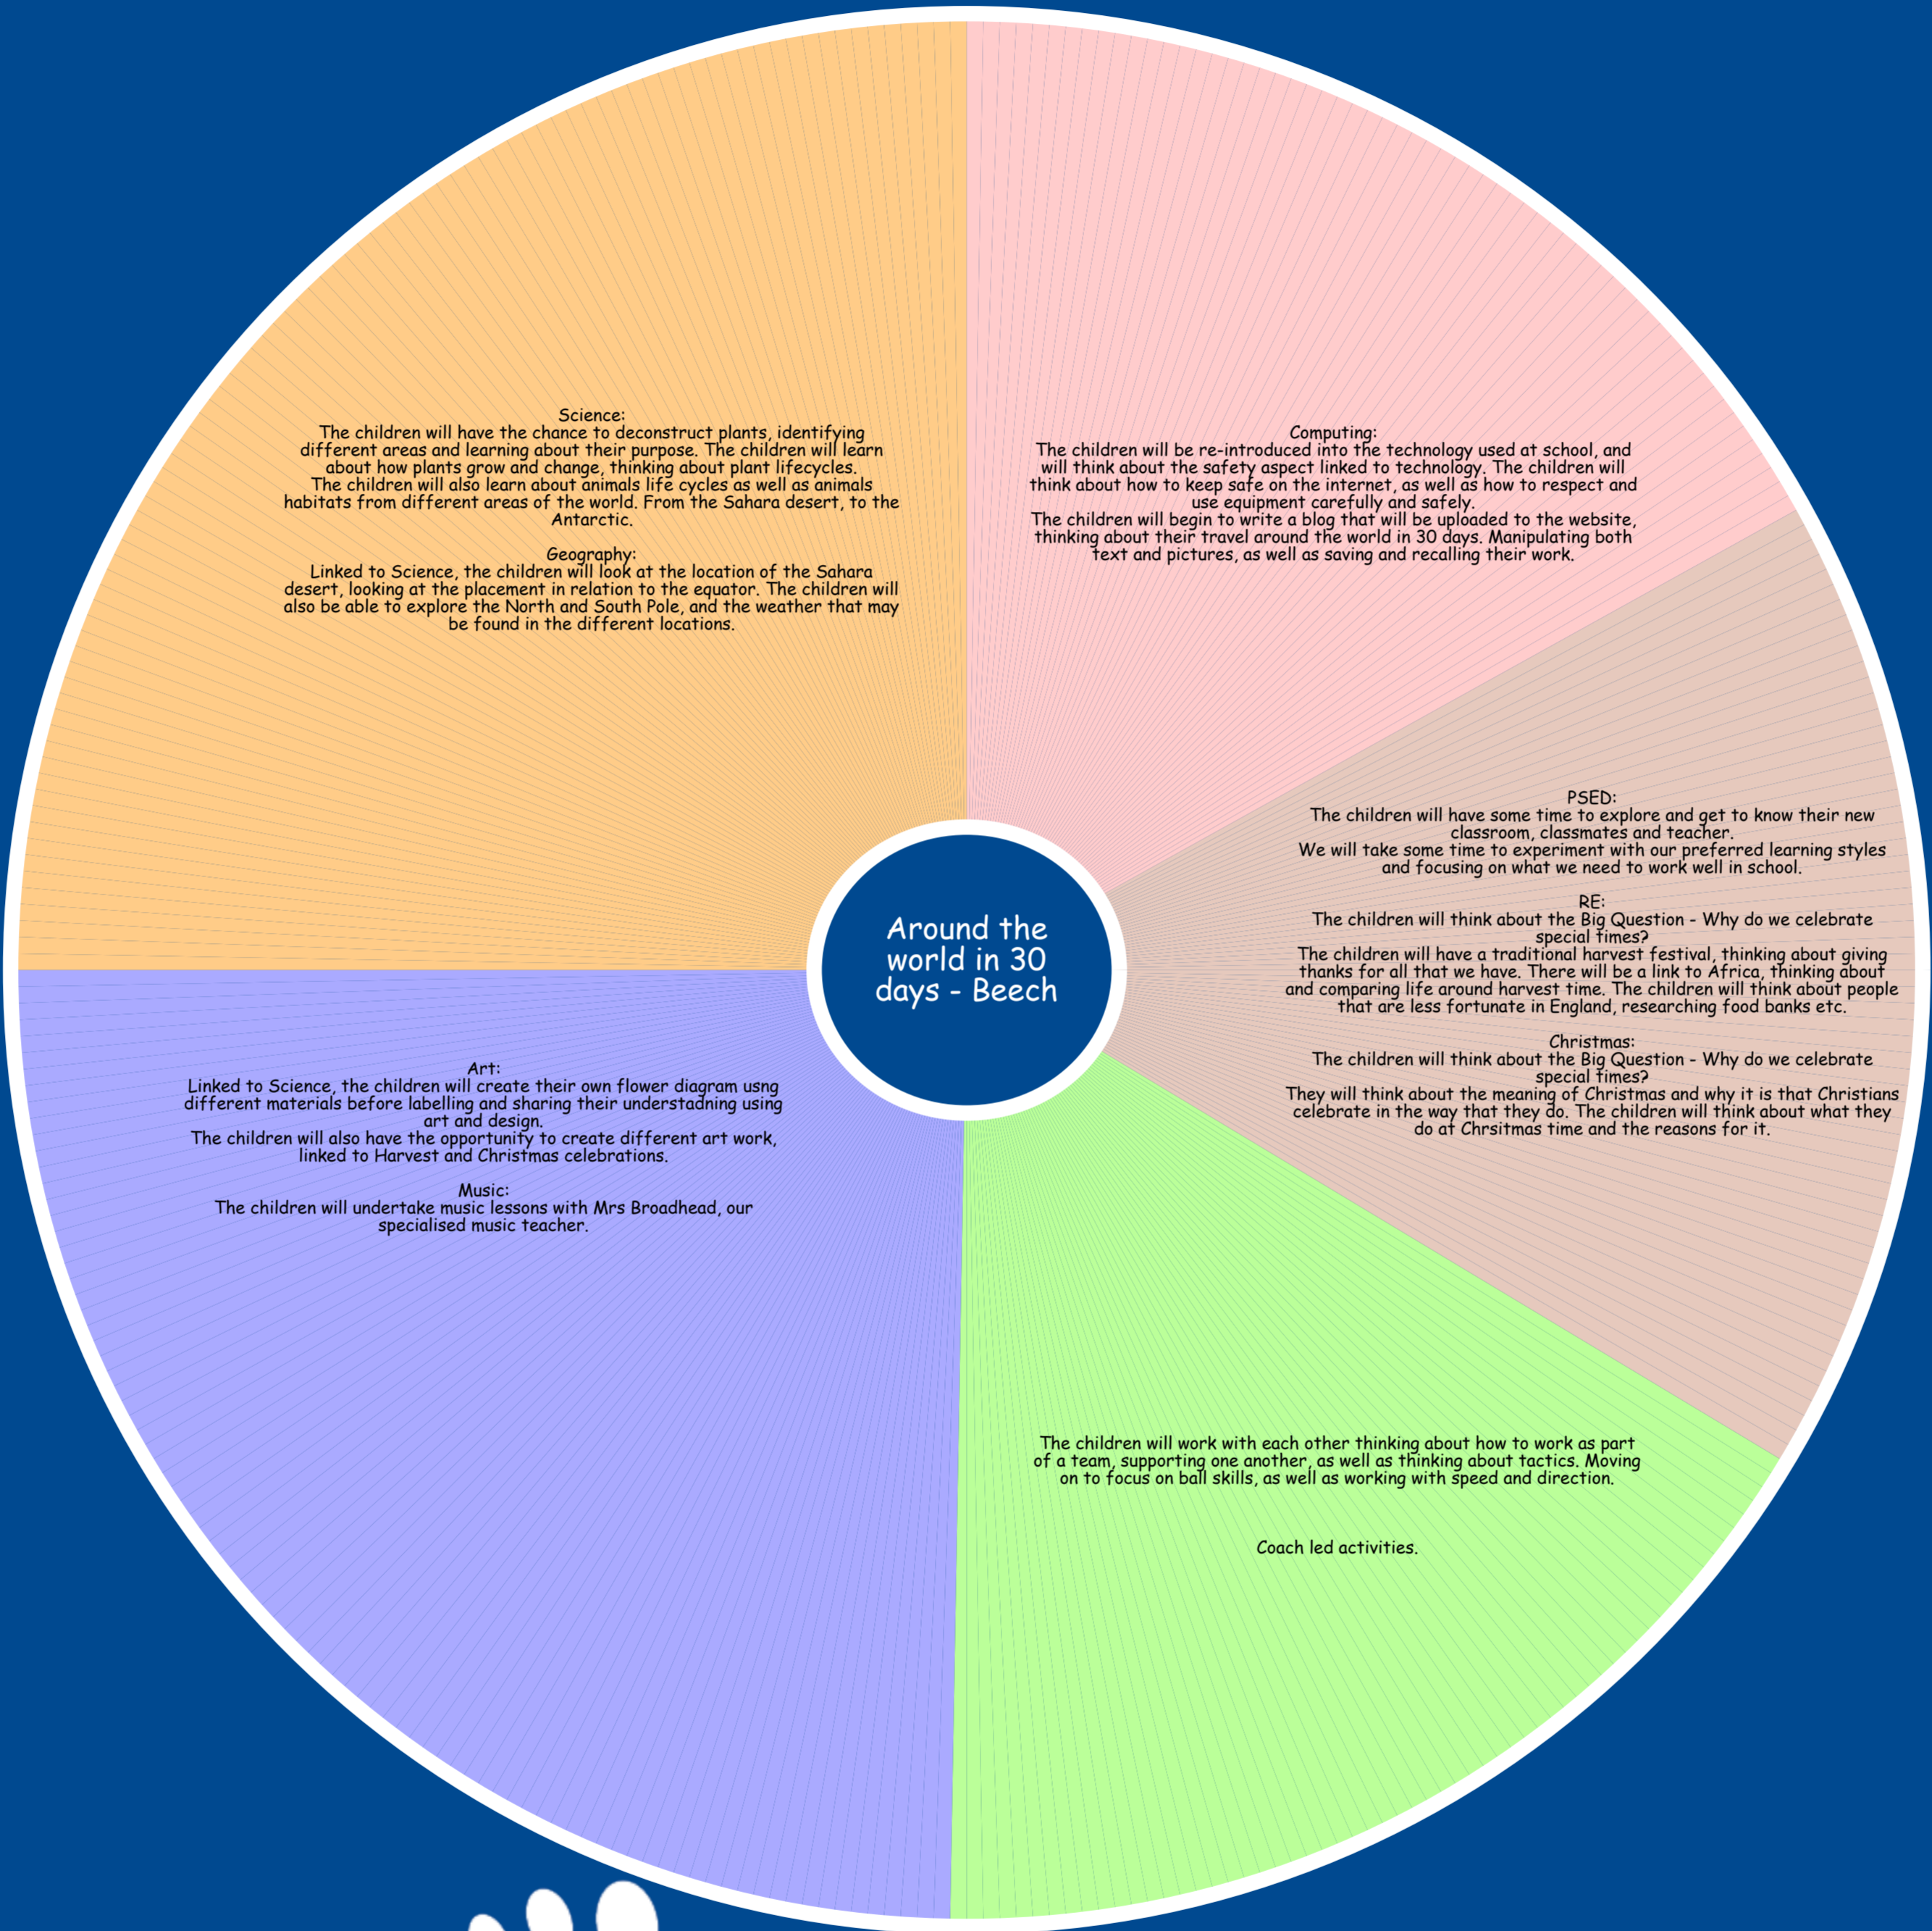 Science:
The children will have the chance to deconstruct plants, identifying
different areas and learning about their purpose. The children will learn
about how plants grow and change, thinking about plant lifecycles.
The children will also learn about animals life cycles as well as animals
habitats from different areas of the world. From the Sahara desert, to the
Antarctic.
Geography:
Linked to Science, the children will look at the location of the Sahara
desert, looking at the placement in relation to the equator. The children will
also be able to explore the North and South Pole, and the weather that may
be found in the different locations.
Computing:
The children will be re-introduced into the technology used at school, and
will think about the safety aspect linked to technology. The children will
think about how to keep safe on the internet, as well as how to respect and
use equipment carefully and safely.
The children will begin to write a blog that will be uploaded to the website,
thinking about their travel around the world in 30 days. Manipulating both
text and pictures, as well as saving and recalling their work.
PSED:
The children will have some time to explore and get to know their new
classroom, classmates and teacher.
We will take some time to experiment with our preferred learning styles
and focusing on what we need to work well in school.
RE:
The children will think about the Big Question - Why do we celebrate
special times?
The children will have a traditional harvest festival, thinking about giving
thanks for all that we have. There will be a link to Africa, thinking about
and comparing life around harvest time. The children will think about people
that are less fortunate in England, researching food banks etc.
Christmas:
The children will think about the Big Question - Why do we celebrate
special times?
They will think about the meaning of Christmas and why it is that Christians
celebrate in the way that they do. The children will think about what they
do at Chrsitmas time and the reasons for it.
Around the
world in 30
days - Beech
Art:
Linked to Science, the children will create their own flower diagram usng
different materials before labelling and sharing their understadning using
art and design.
The children will also have the opportunity to create different art work,
linked to Harvest and Christmas celebrations.
Music:
The children will undertake music lessons with Mrs Broadhead, our
specialised music teacher.
The children will work with each other thinking about how to work as part
of a team, supporting one another, as well as thinking about tactics. Moving
on to focus on ball skills, as well as working with speed and direction.
Coach led activities.